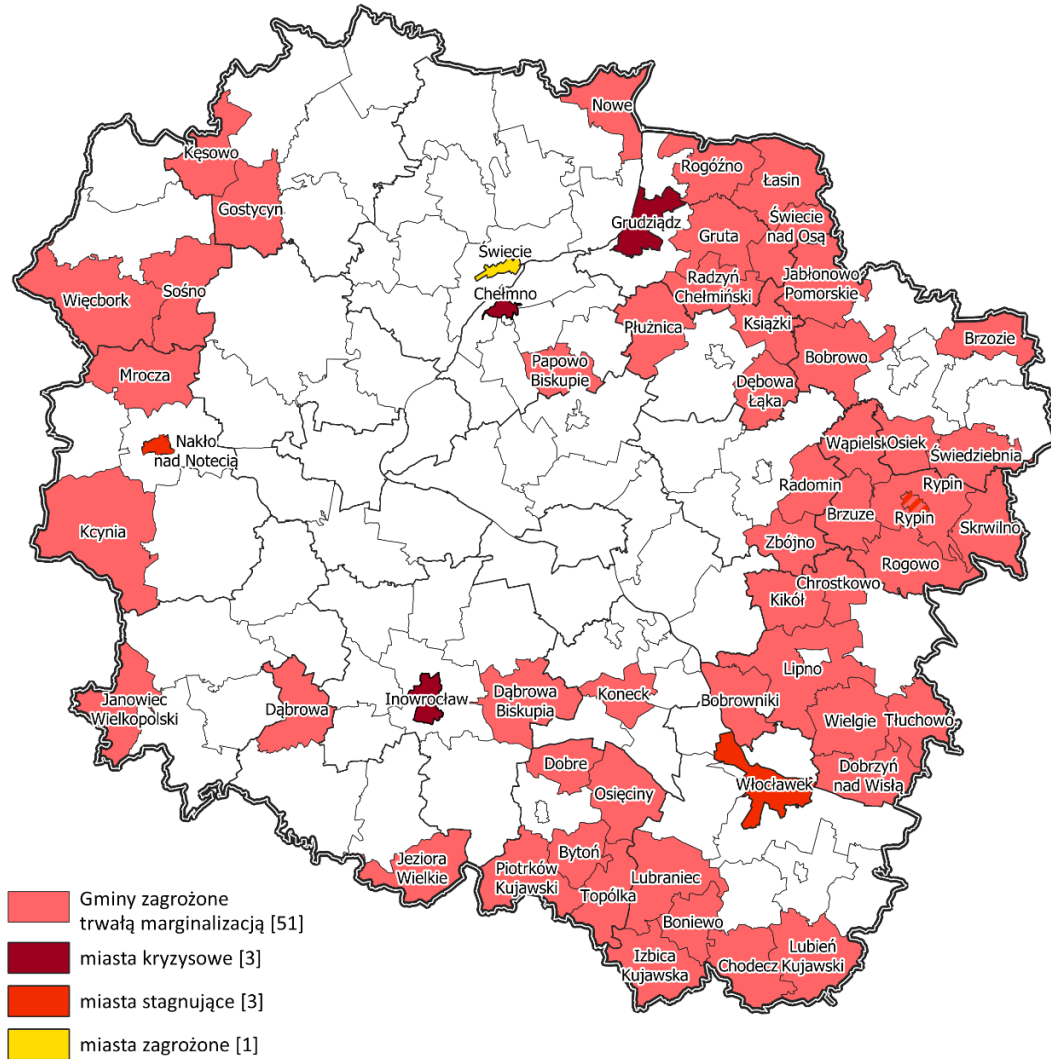 Nowe
Kęsowo
Rogóźno
Łasin
Gostycyn
Grudziądz
Świecie
nad Osą
Gruta
Świecie
Więcbork
Sośno
Radzyń
Chełmiński
Jabłonowo
Pomorskie
Chełmno
Płużnica
Książki
Brzozie
Papowo
Biskupie
Bobrowo
Mrocza
Dębowa
Łąka
Nakło
nad Notecią
Wąpielsk
Osiek
Świedziebnia
Radomin
Rypin
Brzuze
Rypin
Skrwilno
Kcynia
Zbójno
Rogowo
Chrostkowo
Kikół
Lipno
Janowiec
Wielkopolski
Dąbrowa
Inowrocław
Dąbrowa
Biskupia
Koneck
Bobrowniki
Wielgie
Tłuchowo
Dobre
Dobrzyń
nad Wisłą
Włocławek
Osięciny
Jeziora
Wielkie
Piotrków
Kujawski
Bytoń
Lubraniec
Topólka
Boniewo
Izbica
Kujawska
Chodecz
Lubień
Kujawski
Gminy zagrożone
trwałą marginalizacją [51]
miasta kryzysowe [3]
miasta stagnujące [3]
miasta zagrożone [1]